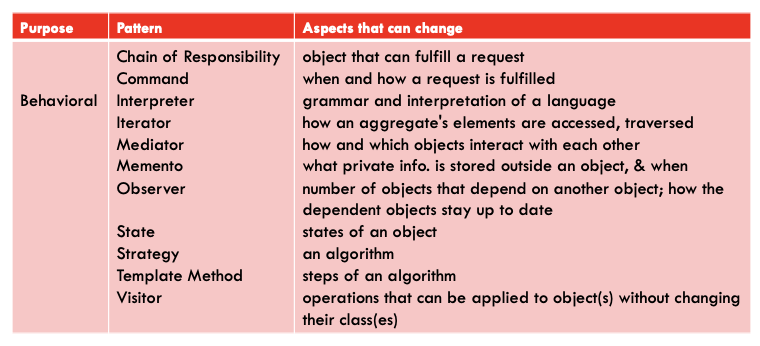 Purpose Pattern Aspects that can change
Chain of Responsibility object that can fulfill a request
Command when and how a request is fulfilled
Behavioral Interpreter grammar and interpretation of a language
Iterator how an aggregate's elements are accessed, traversed
Mediator how and which objects interact with each other
Memento what private info. is stored outside an object, & when
Observer number of objects that depend on another object; how the
dependent objects stay up to date
State states of an object
Strategy an algorithm
Template Method steps of an algorithm
Visitor operations that can be applied to object(s) without changing
their class(es)